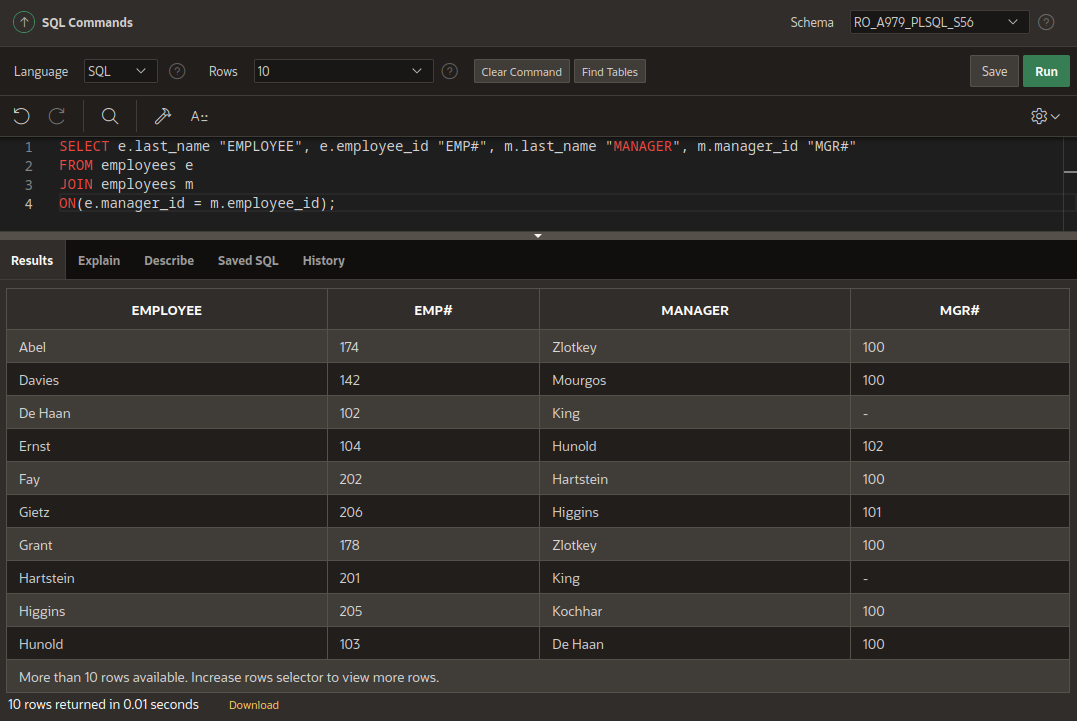 SQL Commands Schema RO_A979_PLSQL_S56
Language SQL Rows 10 Clear Command Find Tables Save Run
A::
1 SELECT e.last_name "EMPLOYEE", e.employee_id "EMP#", m.last_name "MANAGER", m.manager_id "MGR#"
2 FROM employees e
3 JOIN employees m
4 ON(e.manager_id = m.employee_id);
Results Explain Describe Saved SQL History
EMPLOYEE EMP# MANAGER MGR#
Abel 174 Zlotkey 100
Davies 142 Mourgos 100
De Haan 102 King -
Ernst 104 Hunold 102
Fay 202 Hartstein 100
Gietz 206 Higgins 101
Grant 178 Zlotkey 100
Hartstein 201 King -
Higgins 205 Kochhar 100
Hunold 103 De Haan 100
More than 10 rows available. Increase rows selector to view more rows.
10 rows returned in 0.01 seconds Download